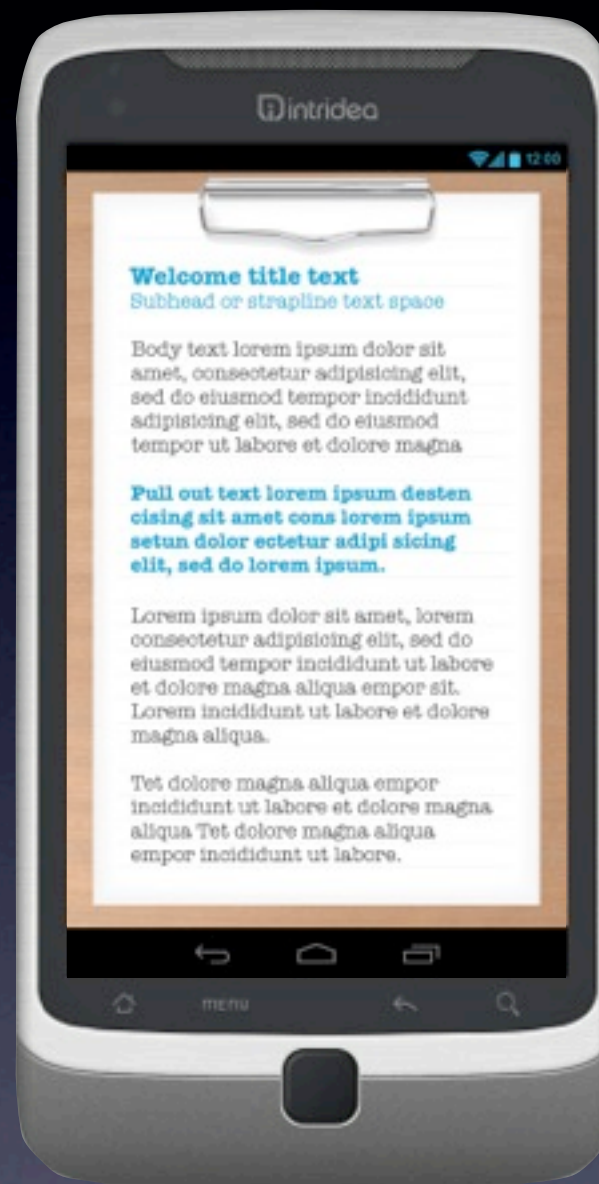 intridea
12:00
Welcome title text
Subhead or strapline text space
Body text lorem ipsum dolor sit
amet, consectetur adipisicing elit,
sed do eiusmod tempor incididunt
adipisicing elit, sed do eiusmod
tempor ut labore et dolore magna
Pull out text lorem ipsum desten
cising sit amet cons lorem ipsum
setun dolor ectetur adipi sicing
elit, sed do lorem ipsum.
Lorem ipsum dolor sit amet, lorem
consectetur adipisicing elit, sed do
eiusmod tempor incididunt ut labore
et dolore magna aliqua empor sit.
Lorem incididunt ut labore et dolore
magna aliqua.
Tet dolore magna aliqua empor
incididunt ut labore et dolore magna
aliqua Tet dolore magna aliqua
empor incididunt ut labore.
menu